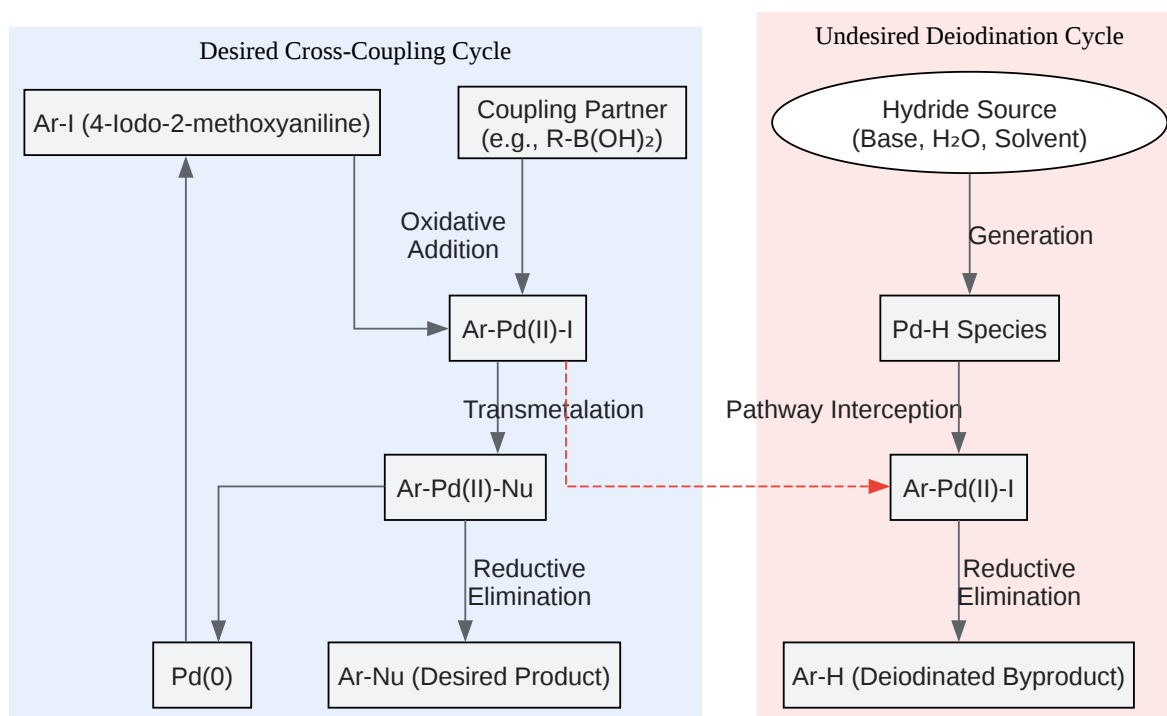 Desired Cross-Coupling Cycle
Ar-I (4-Iodo-2-methoxyaniline)
Coupling Partner
(e.g., R-B(OH)₂)
Oxidative
Addition
Ar-Pd(II)-I
Transmetalation
Ar-Pd(II)-Nu
Reductive
Elimination
Pd(0)
Ar-Nu (Desired Product)
Undesired Deiodination Cycle
Hydride Source
(Base, H₂O, Solvent)
Generation
Pd-H Species
Pathway Interception
Ar-Pd(II)-I
Reductive
Elimination
Ar-H (Deiodinated Byproduct)